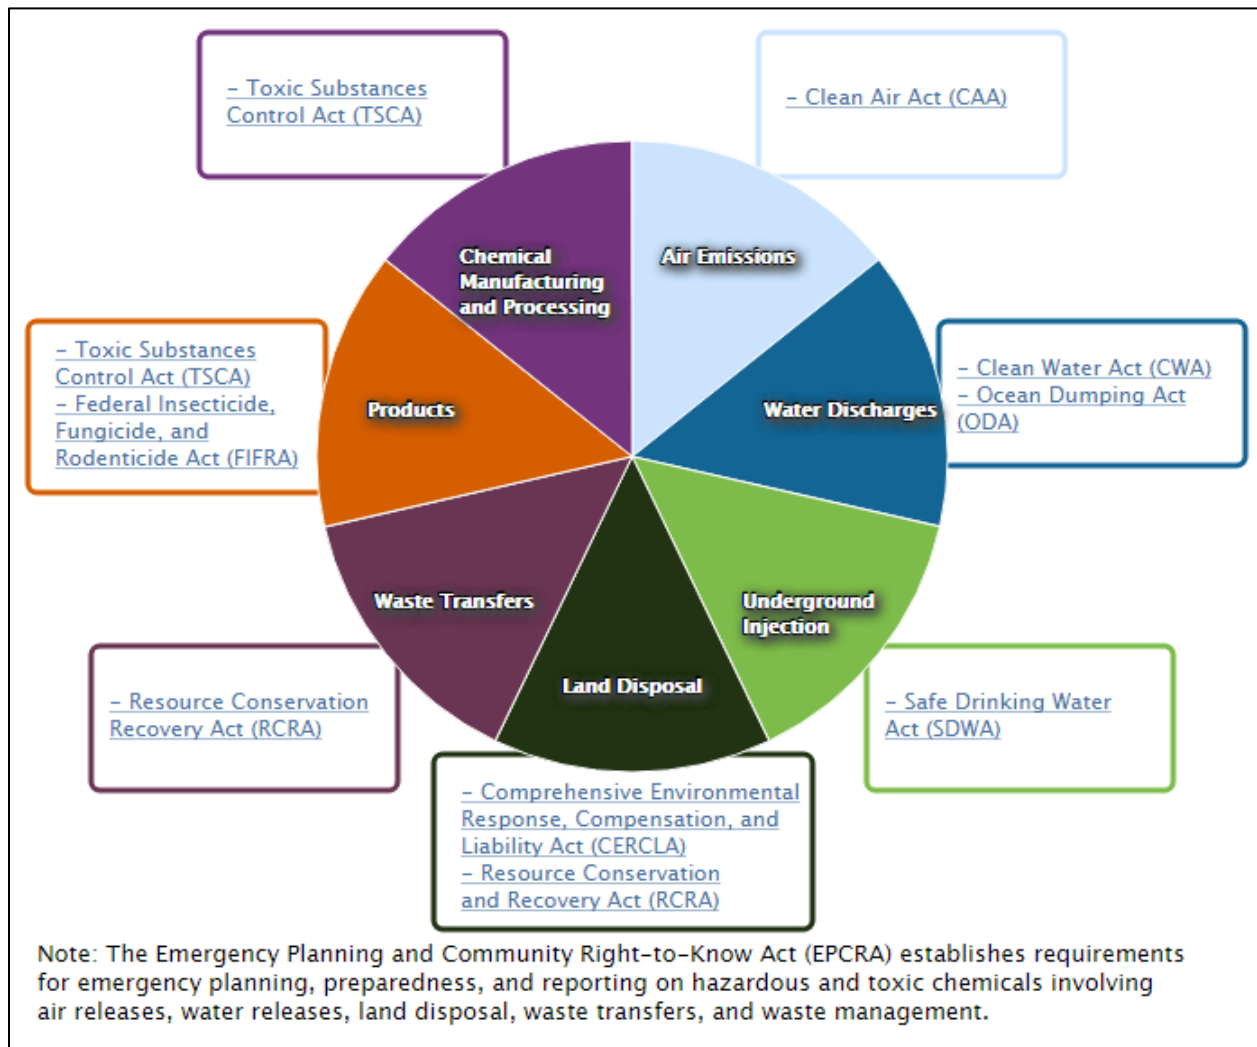 – Toxic Substances
Control Act (TSCA)
– Clean Air Act (CAA)
Chemical
Manufacturing
and Processing
Air Emissions
– Toxic Substances
Control Act (TSCA)
– Federal Insecticide,
Fungicide, and
Rodenticide Act (FIFRA)
Products
Water Discharges
– Clean Water Act (CWA)
– Ocean Dumping Act
(ODA)
Waste Transfers
Underground
Injection
Land Disposal
– Resource Conservation
Recovery Act (RCRA)
– Safe Drinking Water
Act (SDWA)
– Comprehensive Environmental
Response, Compensation, and
Liability Act (CERCLA)
– Resource Conservation
and Recovery Act (RCRA)
Note: The Emergency Planning and Community Right-to-Know Act (EPCRA) establishes requirements
for emergency planning, preparedness, and reporting on hazardous and toxic chemicals involving
air releases, water releases, land disposal, waste transfers, and waste management.